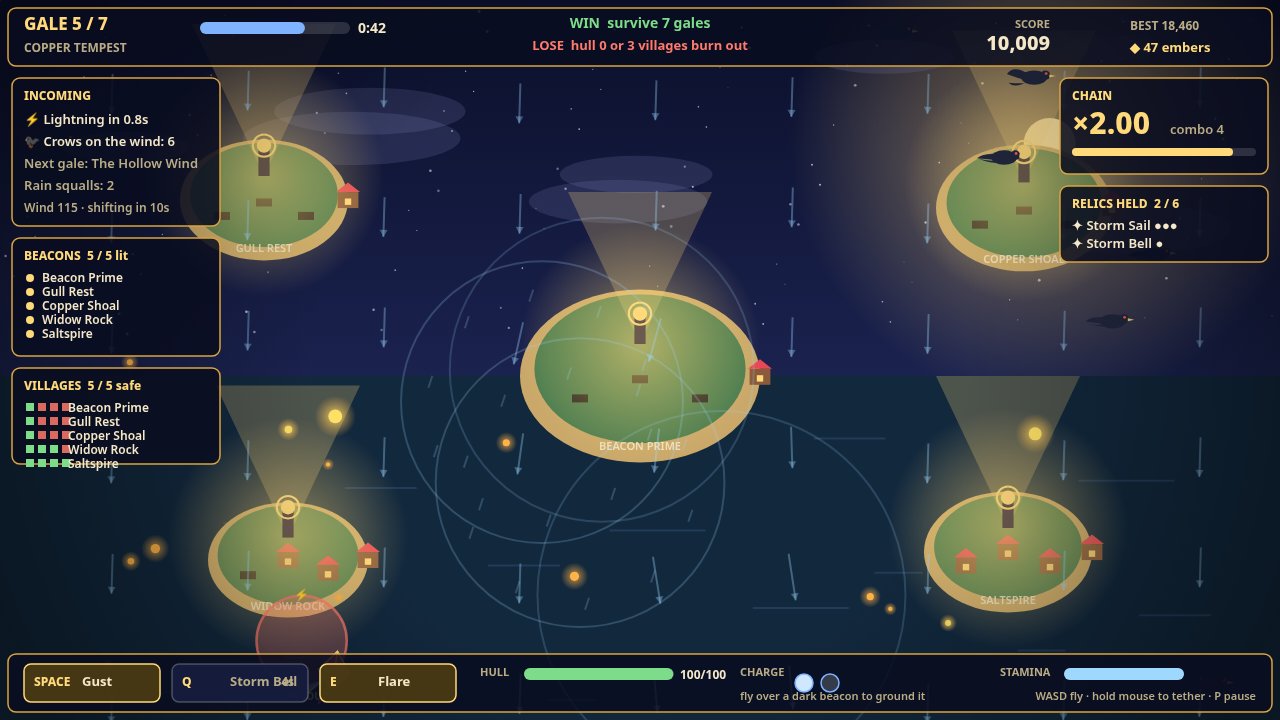 GALE 5 / 7
COPPER TEMPEST
0:42
WIN survive 7 gales
LOSE hull 0 or 3 villages burn out
SCORE
10,009
BEST 18,460
◆ 47 embers
INCOMING
⚡ Lightning in 0.8s
🐦‍⬛ Crows on the wind: 6
Next gale: The Hollow Wind
Rain squalls: 2
Wind 115 · shifting in 10s
CHAIN
×2.00 combo 4
RELICS HELD 2 / 6
✦ Storm Sail ●●●
✦ Storm Bell ●
BEACONS 5 / 5 lit
Beacon Prime
Gull Rest
Copper Shoal
Widow Rock
Saltspire
VILLAGES 5 / 5 safe
Beacon Prime
Gull Rest
Copper Shoal
Widow Rock
Saltspire
GULL REST
COPPER SHOAL
BEACON PRIME
WIDOW ROCK
SALTSPIRE
SPACE Gust
Q Storm Bell
E Flare
HULL 100/100
CHARGE
fly over a dark beacon to ground it
STAMINA
WASD fly · hold mouse to tether · P pause